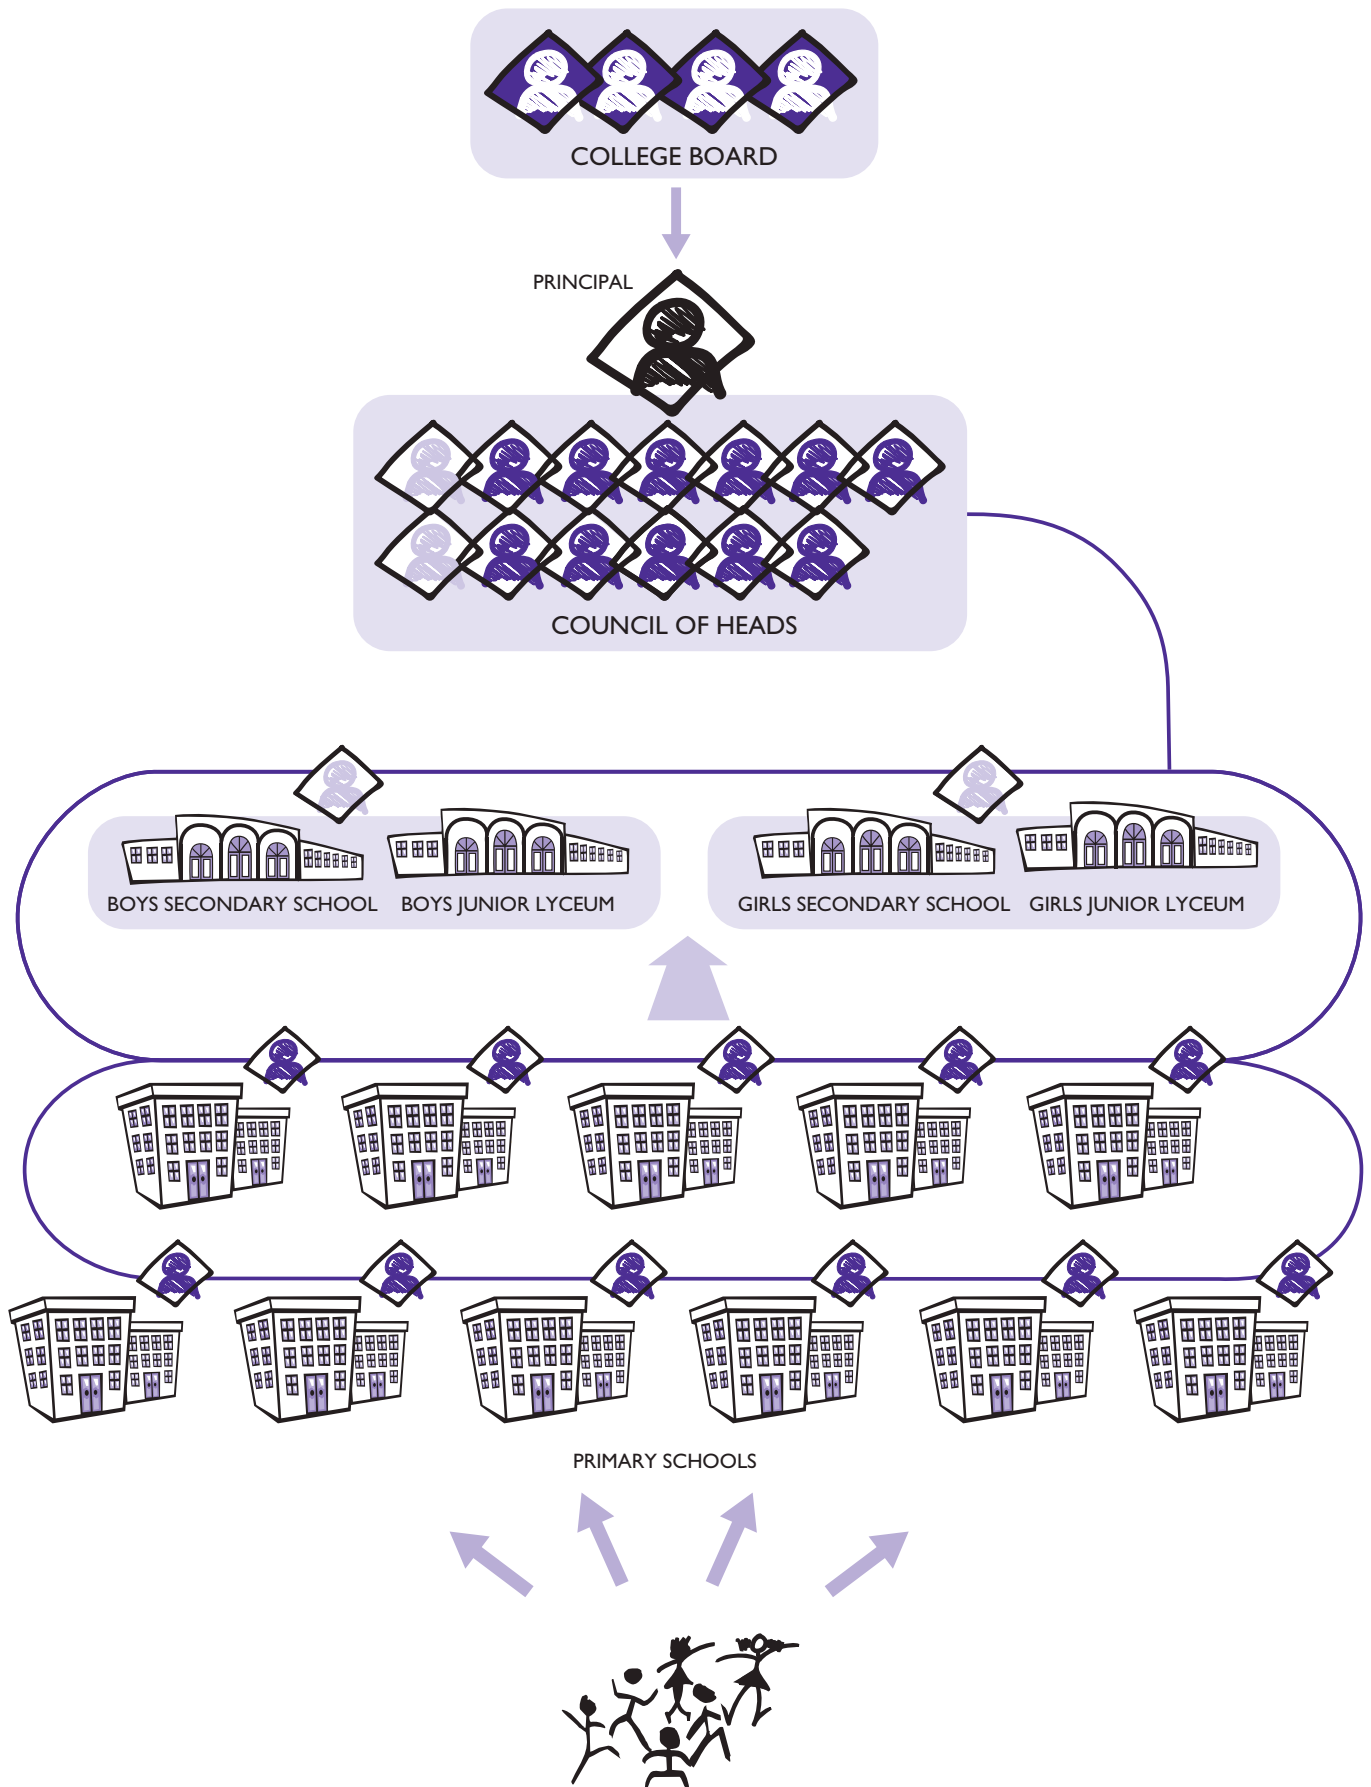 COLLEGE BOARD
PRINCIPAL
COUNCIL OF HEADS
BOYS SECONDARY SCHOOL
BOYS JUNIOR LYCEUM
GIRLS SECONDARY SCHOOL
GIRLS JUNIOR LYCEUM
PRIMARY SCHOOLS